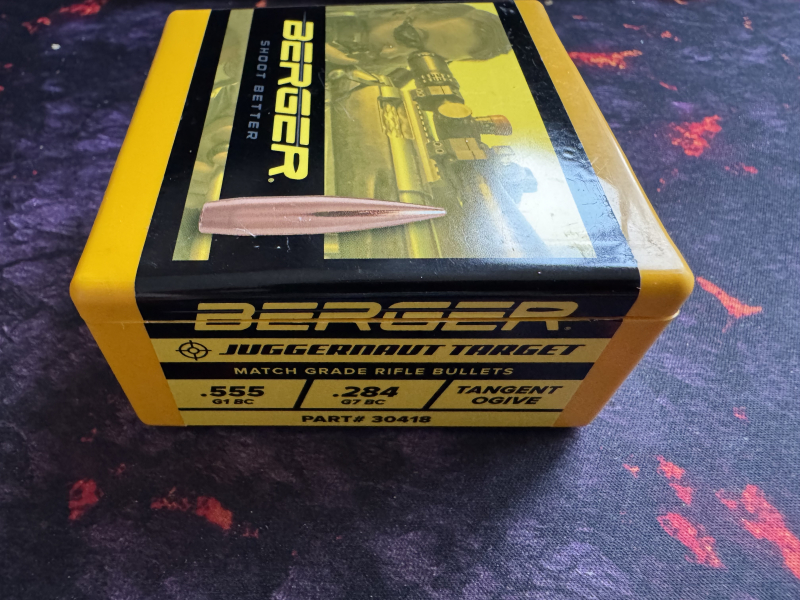 BERGER.
SHOOT BETTER
BERGER.
JUGGERNAUT TARGET
MATCH GRADE RIFLE BULLETS
.555
G1 BC
.284
G7 BC
TANGENT
OGIVE
PART# 30418